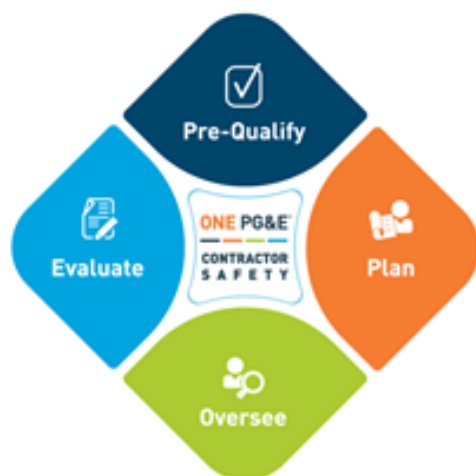 Pre-Qualify
Evaluate
ONE PG&E®
CONTRACTOR
SAFETY
Plan
Oversee